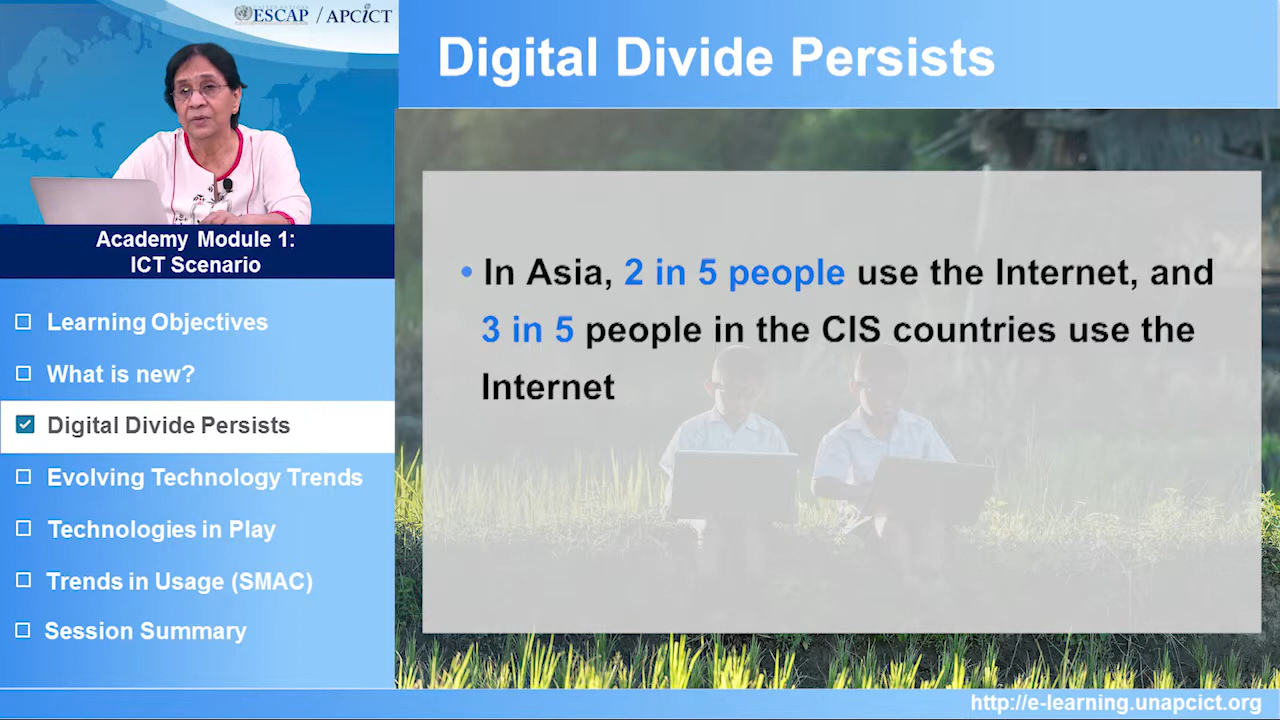 ESCAP / APCICT
Digital Divide Persists
Academy Module 1:
ICT Scenario
Learning Objectives
What is new?
Digital Divide Persists
Evolving Technology Trends
Technologies in Play
Trends in Usage (SMAC)
Session Summary
• In Asia, 2 in 5 people use the Internet, and
3 in 5 people in the CIS countries use the
Internet
http://e-learning.unapcict.org